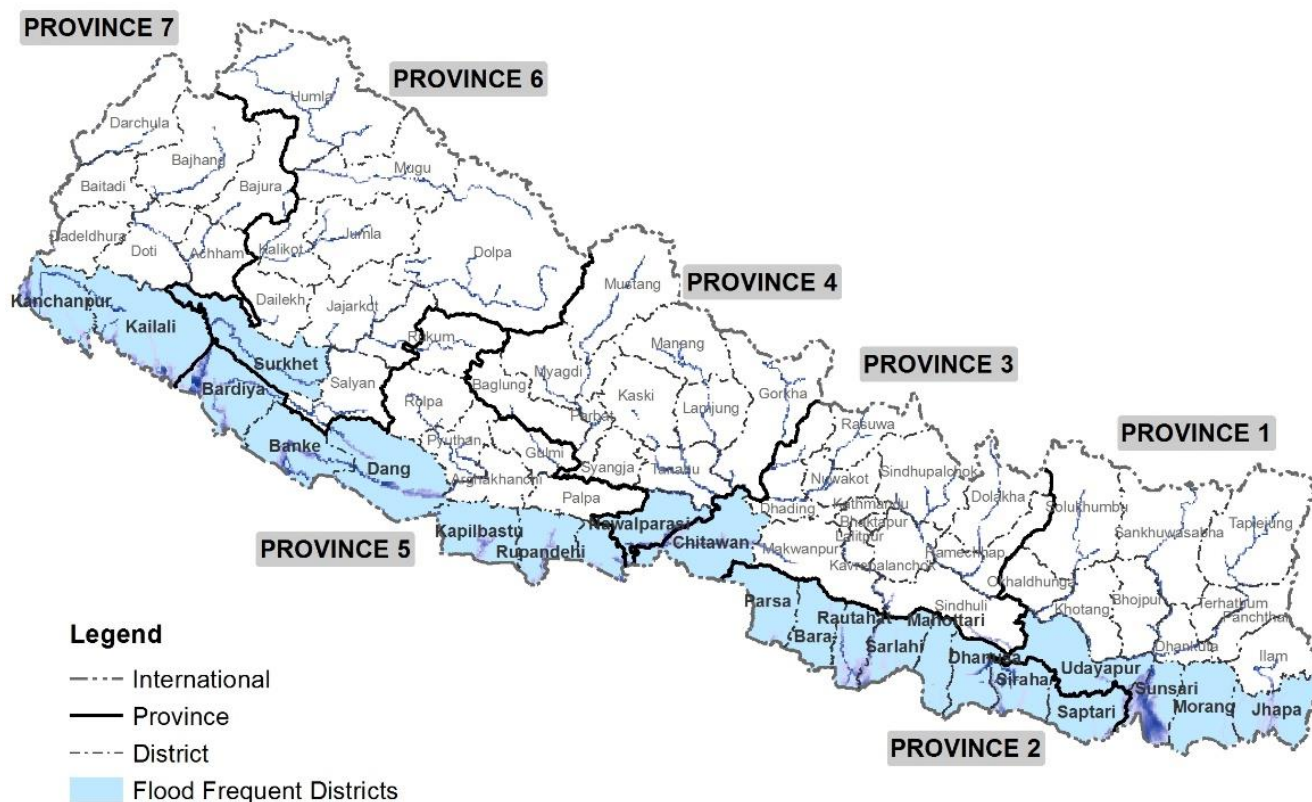 PROVINCE 7
PROVINCE 6
Humla
Darchula
Bajhang
Mugu
Baitadi
Bajura
Dadeldhura
Doti
Achham
Kalikot
Jumla
Dolpa
Mustang
PROVINCE 4
Kanchanpur
Kailali
Dailekh
Jajarkot
Rukum
Manang
Surkhet
Salyan
Myagdi
Baglung
Kaski
Lamjung
Gorkha
PROVINCE 3
Bardiya
Rolpa
Parbat
Rasuwa
PROVINCE 1
Banke
Dang
Pyuthan
Gulmi
Syangja
Tanahu
Nuwakot
Sindhupalchok
Arghakhanchi
Palpa
Dhading
Kathmandu
Dolakha
Solukhumbu
Sankhuwasabha
Taplejung
PROVINCE 5
Kapilbastu
Rupandehi
Nawalparasi
Chitawan
Bhaktapur
Lalitpur
Makwanpur
Kavrepalanchok
Ramechhap
Okhaldhunga
Khotang
Bhojpur
Terhathum
Panchthar
Parsa
Bara
Rautahat
Sarlahi
Sindhuli
Mahottari
Dhanusa
Siraha
Udayapur
Dhankuta
Ilam
Saptari
Sunsari
Morang
Jhapa
PROVINCE 2
Legend
International
Province
District
Flood Frequent Districts